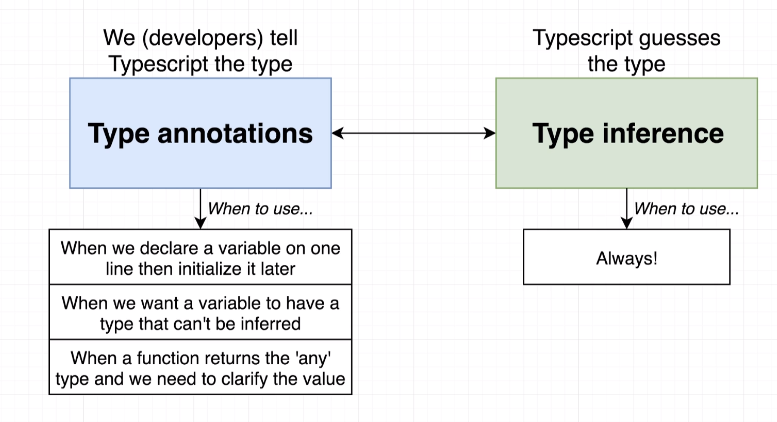 We (developers) tell
Typescript the type
Type annotations
When to use...
When we declare a variable on one
line then initialize it later
When we want a variable to have a
type that can't be inferred
When a function returns the 'any'
type and we need to clarify the value
Typescript guesses
the type
Type inference
When to use...
Always!